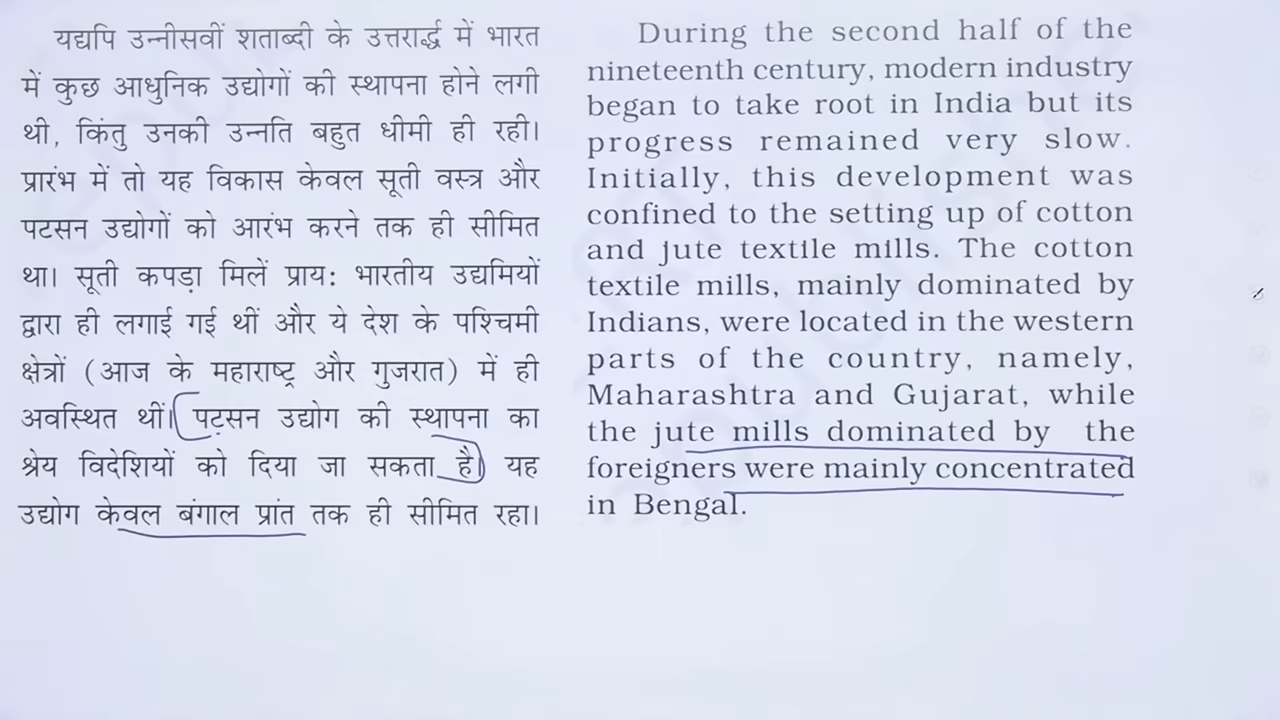 यद्यपि उन्नीसवीं शताब्दी के उत्तरार्द्ध में भारत
में कुछ आधुनिक उद्योगों की स्थापना होने लगी
थी, किंतु उनकी उन्नति बहुत धीमी ही रही।
प्रारंभ में तो यह विकास केवल सूती वस्त्र और
पटसन उद्योगों को आरंभ करने तक ही सीमित
था। सूती कपड़ा मिलें प्राय: भारतीय उद्यमियों
द्वारा ही लगाई गई थीं और ये देश के पश्चिमी
क्षेत्रों (आज के महाराष्ट्र और गुजरात) में ही
अवस्थित थीं। पटसन उद्योग की स्थापना का
श्रेय विदेशियों को दिया जा सकता है। यह
उद्योग केवल बंगाल प्रांत तक ही सीमित रहा।
During the second half of the
nineteenth century, modern industry
began to take root in India but its
progress remained very slow.
Initially, this development was
confined to the setting up of cotton
and jute textile mills. The cotton
textile mills, mainly dominated by
Indians, were located in the western
parts of the country, namely,
Maharashtra and Gujarat, while
the jute mills dominated by the
foreigners were mainly concentrated
in Bengal.